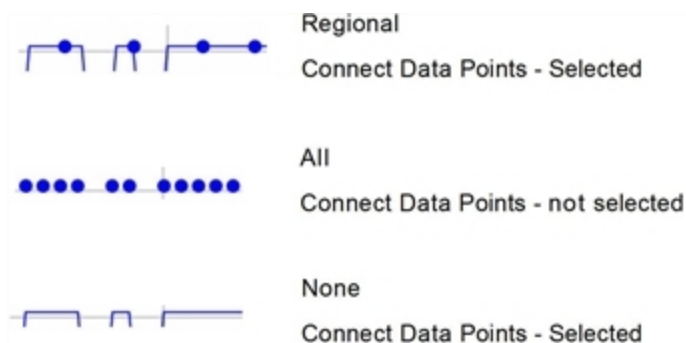 Regional
Connect Data Points - Selected
All
Connect Data Points - not selected
None
Connect Data Points - Selected